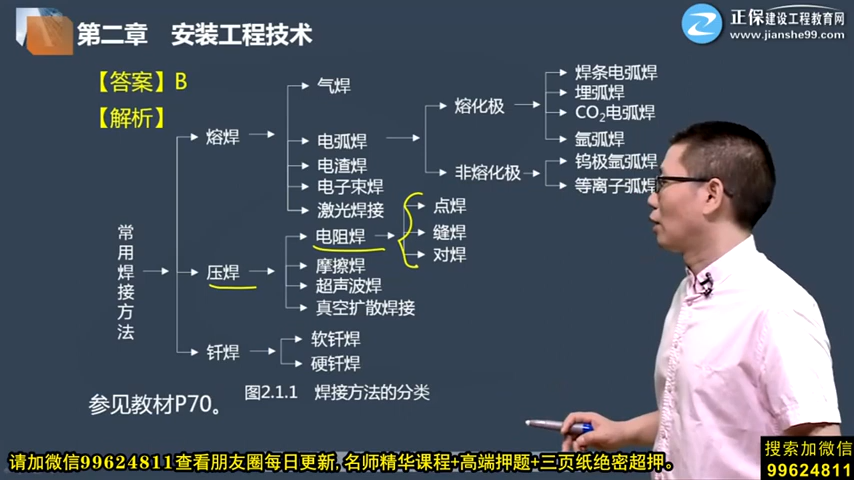 第二章 安装工程技术
正保建设工程教育网
www.jianshe99.com
【答案】B
【解析】
常用焊接方法
熔焊
气焊
电弧焊
熔化极
焊条电弧焊
埋弧焊
CO2电弧焊
氩弧焊
非熔化极
钨极氩弧焊
等离子弧焊
电渣焊
电子束焊
激光焊接
压焊
电阻焊
点焊
缝焊
对焊
摩擦焊
超声波焊
真空扩散焊接
钎焊
软钎焊
硬钎焊
图2.1.1 焊接方法的分类
参见教材P70。
搜索加微信
99624811
请加微信99624811查看朋友圈每日更新,名师精华课程+高端押题+三页纸绝密超押。